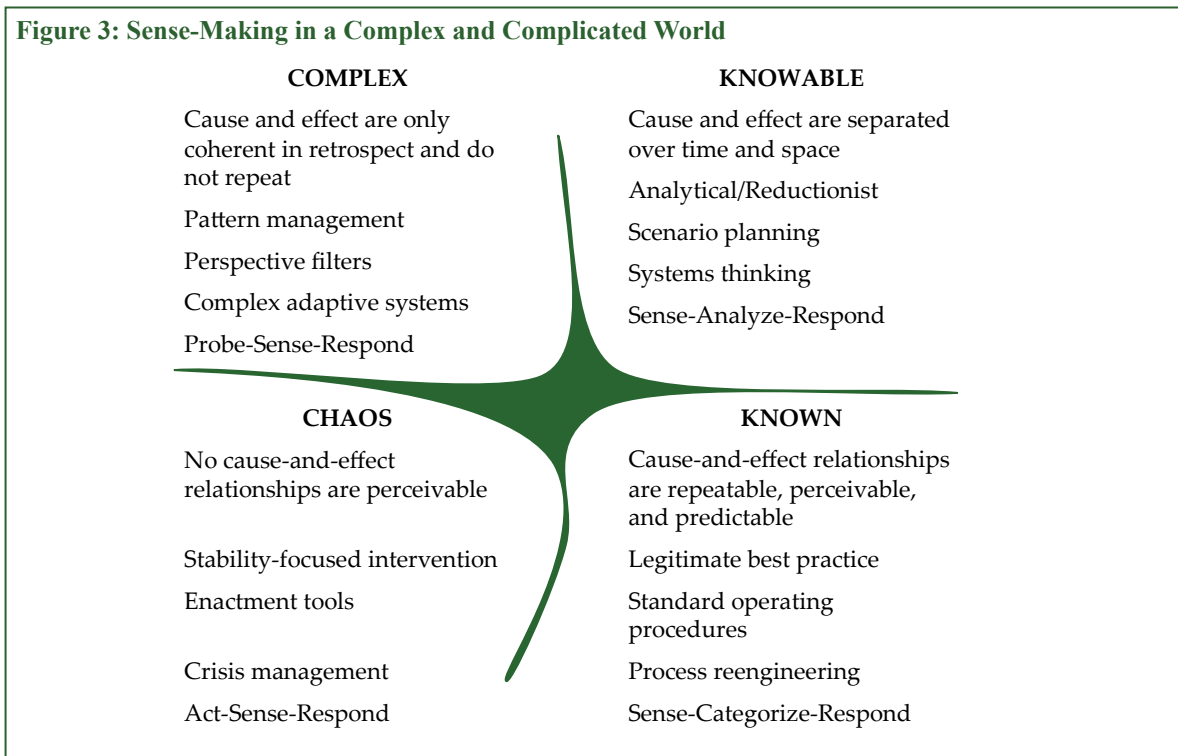 Figure 3: Sense-Making in a Complex and Complicated World
COMPLEX
Cause and effect are only
coherent in retrospect and do
not repeat
Pattern management
Perspective filters
Complex adaptive systems
Probe-Sense-Respond
KNOWABLE
Cause and effect are separated
over time and space
Analytical/Reductionist
Scenario planning
Systems thinking
Sense-Analyze-Respond
CHAOS
No cause-and-effect
relationships are perceivable
Stability-focused intervention
Enactment tools
Crisis management
Act-Sense-Respond
KNOWN
Cause-and-effect relationships
are repeatable, perceivable,
and predictable
Legitimate best practice
Standard operating
procedures
Process reengineering
Sense-Categorize-Respond